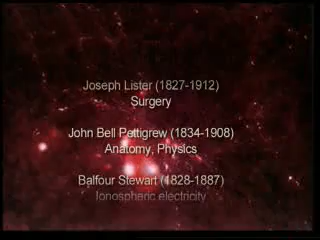 Joseph Lister (1827-1912)
Surgery
John Bell Pettigrew (1834-1908)
Anatomy, Physics
Balfour Stewart (1828-1887)
Ionospheric electricity